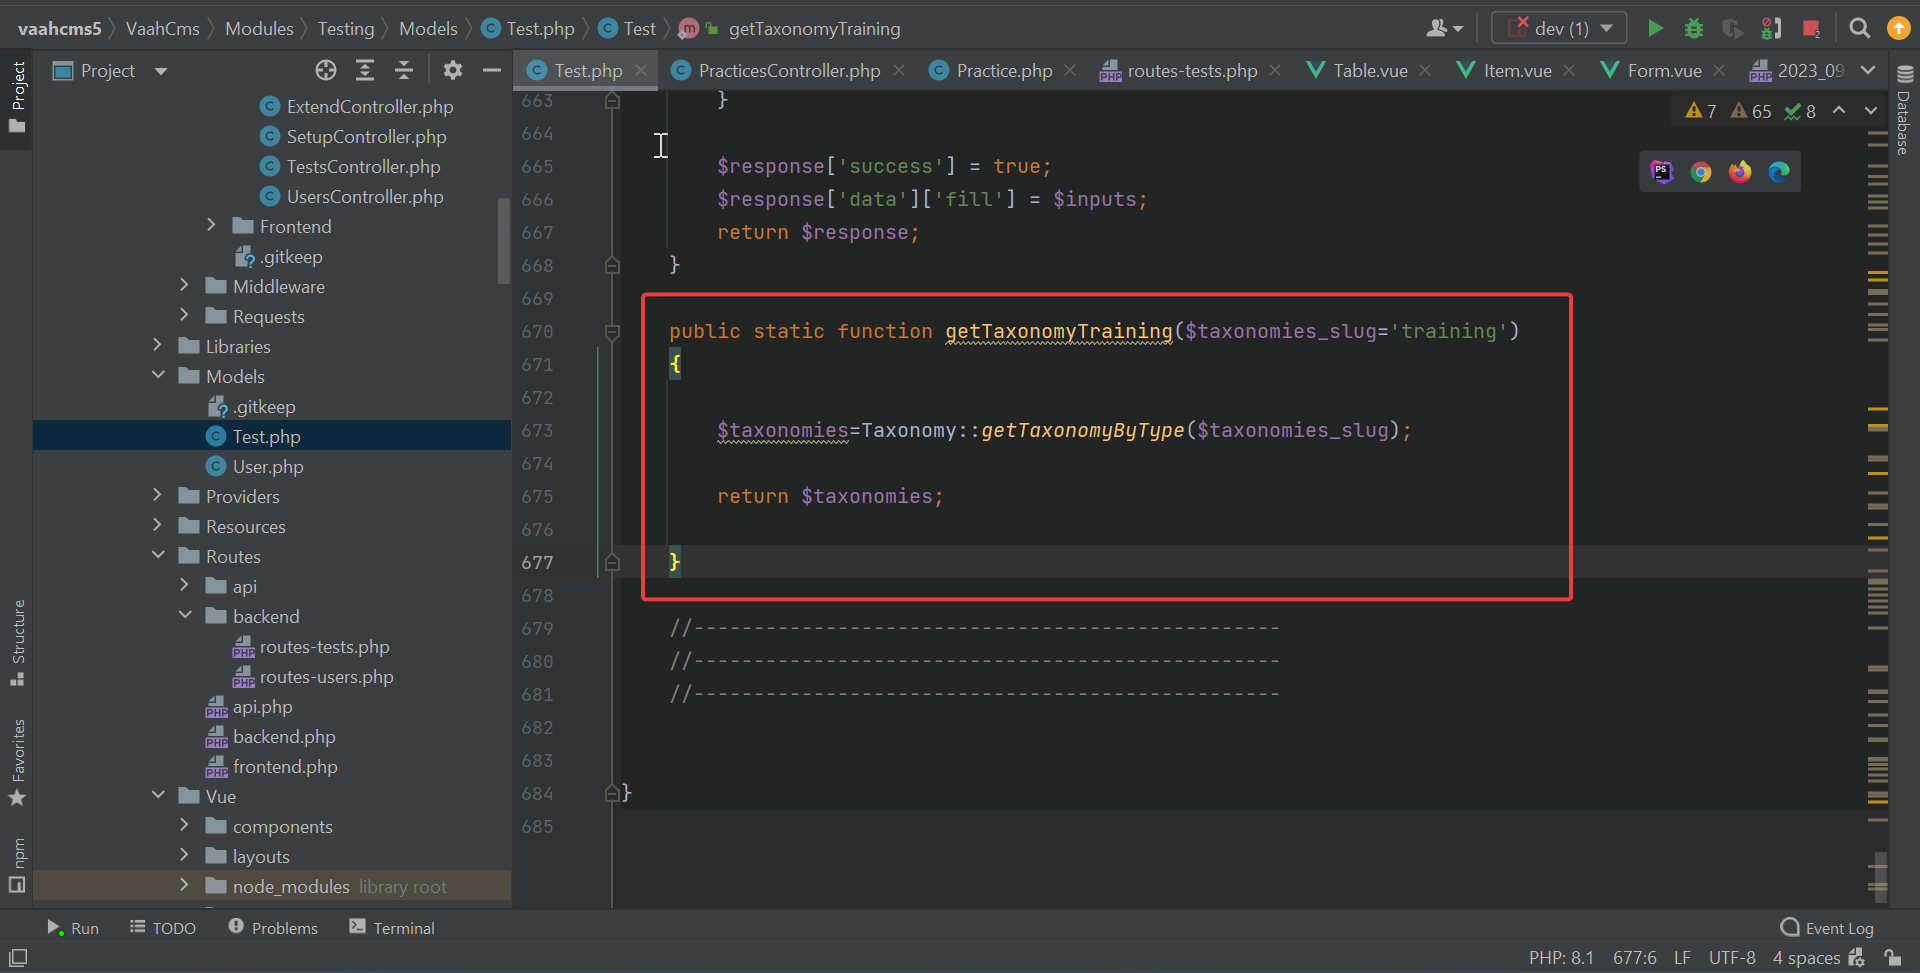 vaahcms5 VaahCms Modules Testing Models Test.php Test getTaxonomyTraining dev (1)
Project
Test.php PracticesController.php Practice.php routes-tests.php Table.vue Item.vue Form.vue 2023_09
7 65 8
Project
Structure
Favorites
npm
Database
ExtendController.php
SetupController.php
TestsController.php
UsersController.php
Frontend
.gitkeep
Middleware
Requests
Libraries
Models
.gitkeep
Test.php
User.php
Providers
Resources
Routes
api
backend
routes-tests.php
routes-users.php
api.php
backend.php
frontend.php
Vue
components
layouts
node_modules library root
663 }
664
665 $response['success'] = true;
666 $response['data']['fill'] = $inputs;
667 return $response;
668 }
669
670 public static function getTaxonomyTraining($taxonomies_slug='training')
671 {
672
673 $taxonomies=Taxonomy::getTaxonomyByType($taxonomies_slug);
674
675 return $taxonomies;
676
677 }
678
679 //-------------------------------------------------
680 //-------------------------------------------------
681 //-------------------------------------------------
682
683
684 }
685
Run TODO Problems Terminal Event Log
PHP: 8.1 677:6 LF UTF-8 4 spaces